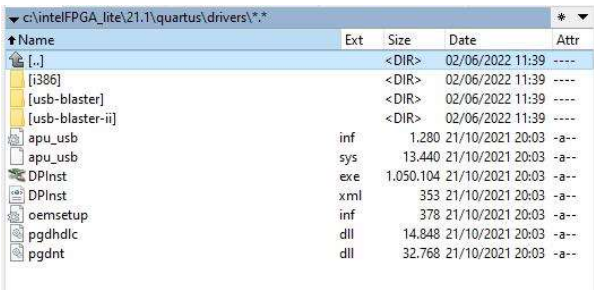 c:\intelFPGA_lite\21.1\quartus\drivers\*.* * ▼
Name Ext Size Date Attr
[..] <DIR> 02/06/2022 11:39 ----
[i386] <DIR> 02/06/2022 11:39 ----
[usb-blaster] <DIR> 02/06/2022 11:39 ----
[usb-blaster-ii] <DIR> 02/06/2022 11:39 ----
apu_usb inf 1.280 21/10/2021 20:03 -a--
apu_usb sys 13.440 21/10/2021 20:03 -a--
DPInst exe 1.050.104 21/10/2021 20:03 -a--
DPInst xml 353 21/10/2021 20:03 -a--
oemsetup inf 378 21/10/2021 20:03 -a--
pgdhdlc dll 14.848 21/10/2021 20:03 -a--
pgdnt dll 32.768 21/10/2021 20:03 -a--